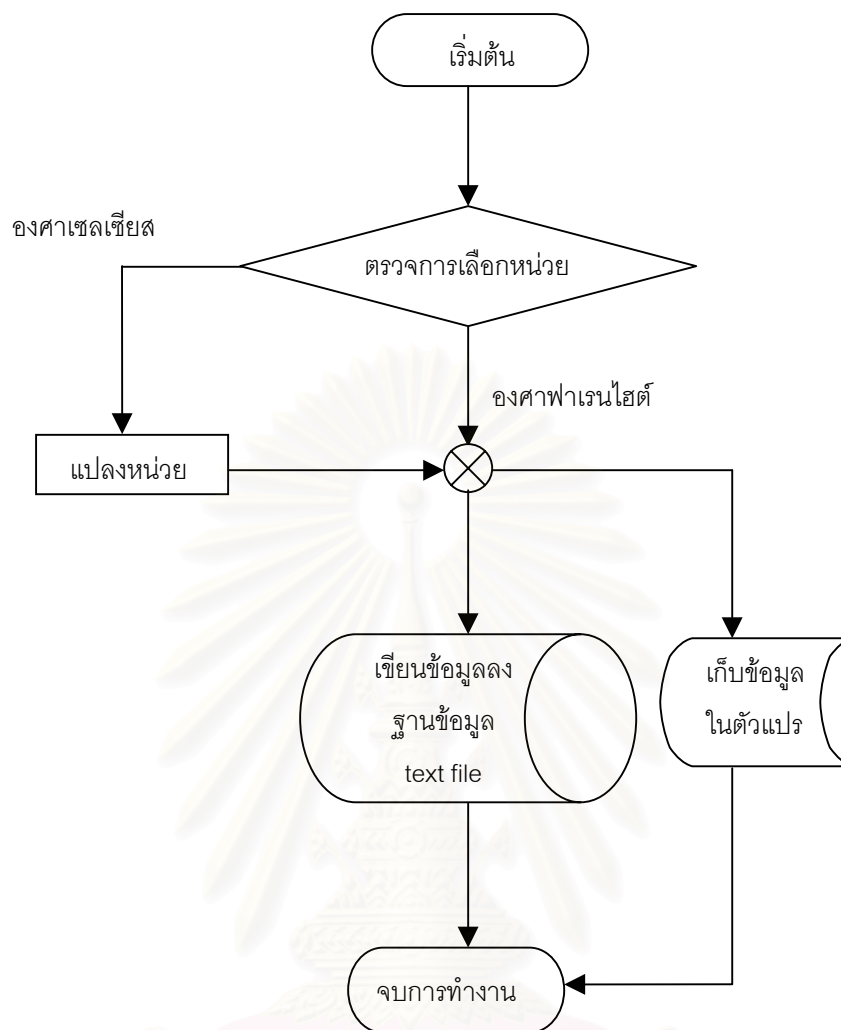 เริ่มต้น
องศาเซลเซียส
ตรวจการเลือกหน่วย
องศาฟาเรนไฮต์
แปลงหน่วย
เขียนข้อมูลลง
ฐานข้อมูล
text file
เก็บข้อมูล
ในตัวแปร
จบการทำงาน